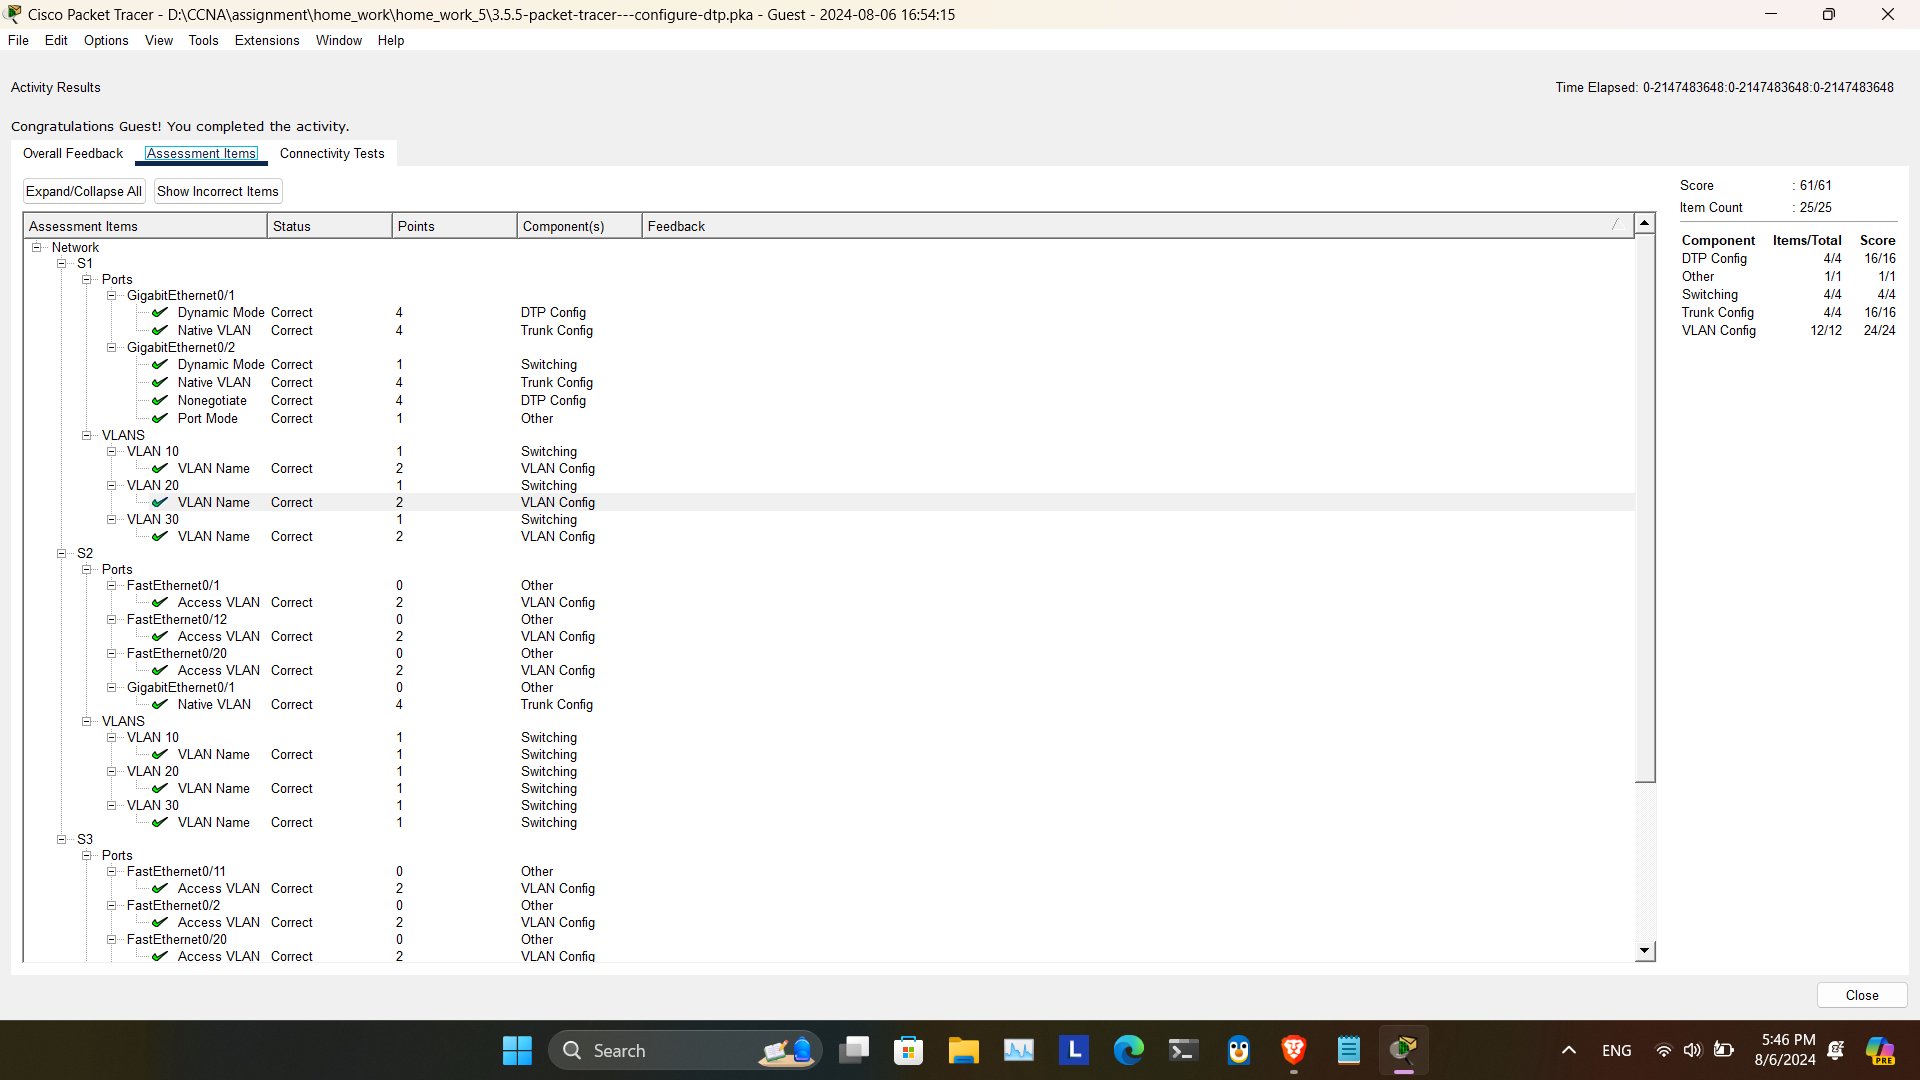 Cisco Packet Tracer - D:\CCNA\assignment\home_work\home_work_5\3.5.5-packet-tracer---configure-dtp.pka - Guest - 2024-08-06 16:54:15
File Edit Options View Tools Extensions Window Help
Activity Results
Time Elapsed: 0-2147483648:0-2147483648:0-2147483648
Congratulations Guest! You completed the activity.
Overall Feedback Assessment Items Connectivity Tests
Expand/Collapse All Show Incorrect Items
Assessment Items Status Points Component(s) Feedback
Network
S1
Ports
GigabitEthernet0/1
Dynamic Mode Correct 4 DTP Config
Native VLAN Correct 4 Trunk Config
GigabitEthernet0/2
Dynamic Mode Correct 1 Switching
Native VLAN Correct 4 Trunk Config
Nonegotiate Correct 4 DTP Config
Port Mode Correct 1 Other
VLANS
VLAN 10 1 Switching
VLAN Name Correct 2 VLAN Config
VLAN 20 1 Switching
VLAN Name Correct 2 VLAN Config
VLAN 30 1 Switching
VLAN Name Correct 2 VLAN Config
S2
Ports
FastEthernet0/1 0 Other
Access VLAN Correct 2 VLAN Config
FastEthernet0/12 0 Other
Access VLAN Correct 2 VLAN Config
FastEthernet0/20 0 Other
Access VLAN Correct 2 VLAN Config
GigabitEthernet0/1 0 Other
Native VLAN Correct 4 Trunk Config
VLANS
VLAN 10 1 Switching
VLAN Name Correct 1 Switching
VLAN 20 1 Switching
VLAN Name Correct 1 Switching
VLAN 30 1 Switching
VLAN Name Correct 1 Switching
S3
Ports
FastEthernet0/11 0 Other
Access VLAN Correct 2 VLAN Config
FastEthernet0/2 0 Other
Access VLAN Correct 2 VLAN Config
FastEthernet0/20 0 Other
Access VLAN Correct 2 VLAN Config
Score : 61/61
Item Count : 25/25
Component Items/Total Score
DTP Config 4/4 16/16
Other 1/1 1/1
Switching 4/4 4/4
Trunk Config 4/4 16/16
VLAN Config 12/12 24/24
Close
Search
L
ENG
5:46 PM
8/6/2024
PRE